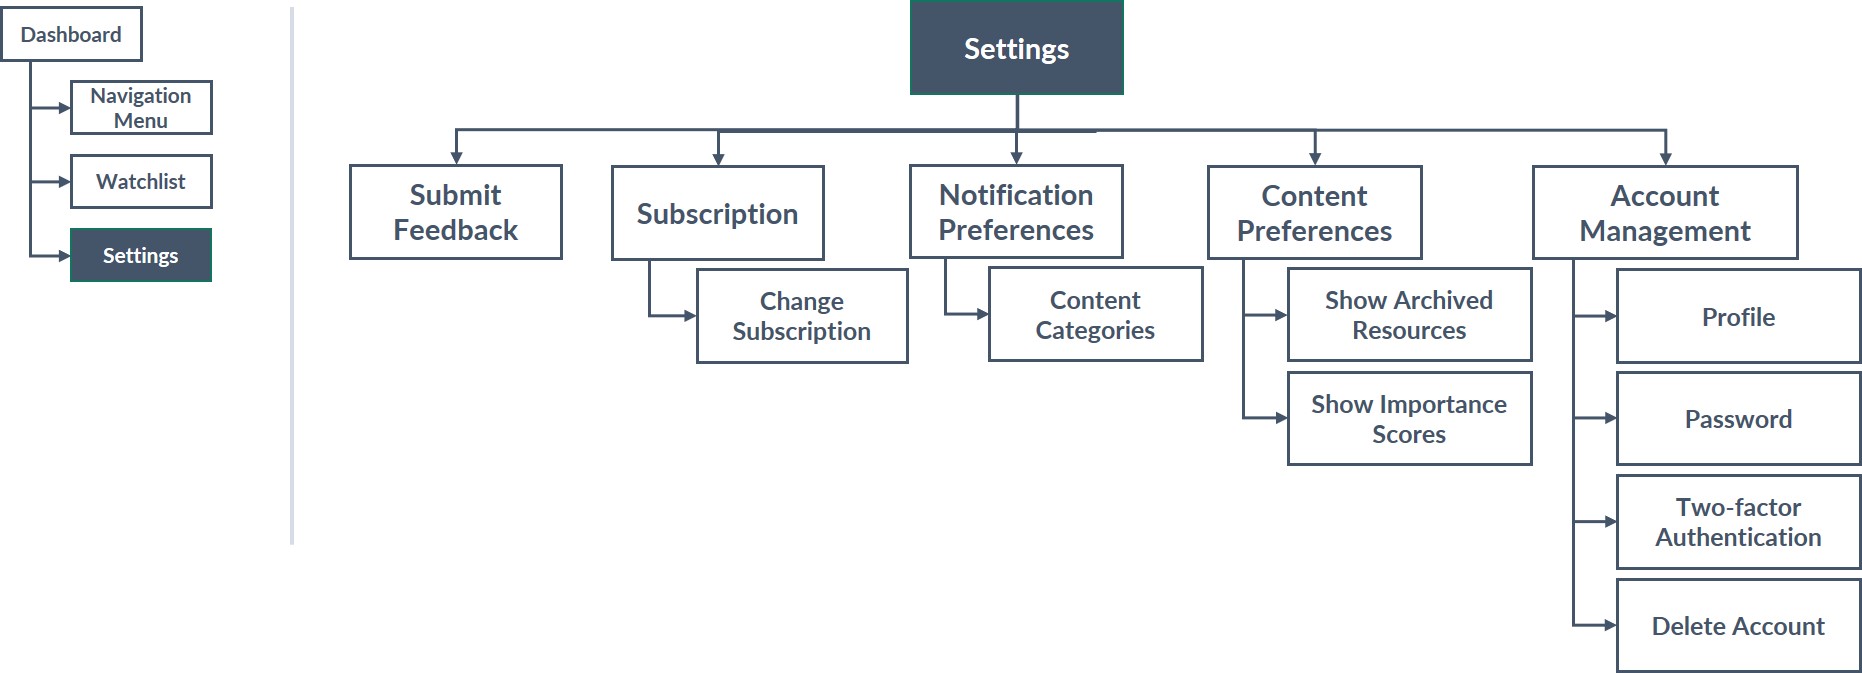 Dashboard
Navigation
Menu
Watchlist
Settings
Settings
Submit
Feedback
Subscription
Change
Subscription
Notification
Preferences
Content
Categories
Content
Preferences
Show Archived
Resources
Show Importance
Scores
Account
Management
Profile
Password
Two-factor
Authentication
Delete Account